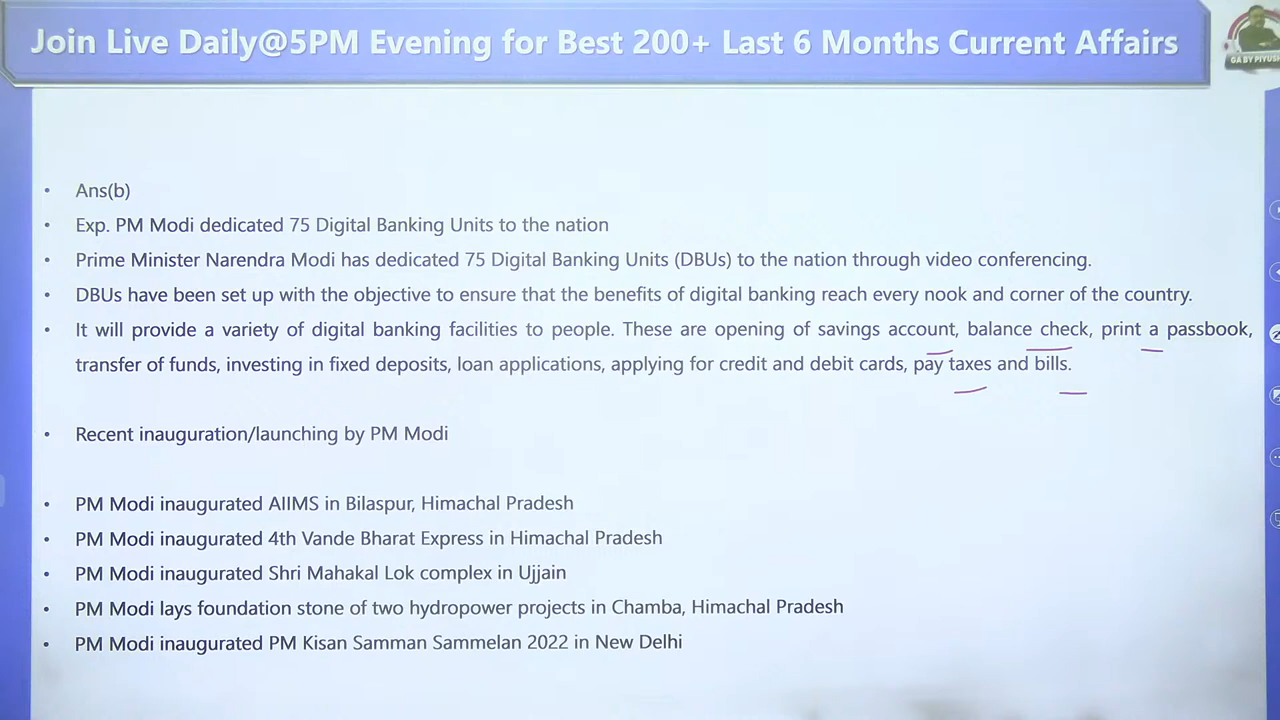 Join Live Daily@5PM Evening for Best 200+ Last 6 Months Current Affairs
GA BY PIYUSH
• Ans(b)
• Exp. PM Modi dedicated 75 Digital Banking Units to the nation
• Prime Minister Narendra Modi has dedicated 75 Digital Banking Units (DBUs) to the nation through video conferencing.
• DBUs have been set up with the objective to ensure that the benefits of digital banking reach every nook and corner of the country.
• It will provide a variety of digital banking facilities to people. These are opening of savings account, balance check, print a passbook,
transfer of funds, investing in fixed deposits, loan applications, applying for credit and debit cards, pay taxes and bills.
• Recent inauguration/launching by PM Modi
• PM Modi inaugurated AIIMS in Bilaspur, Himachal Pradesh
• PM Modi inaugurated 4th Vande Bharat Express in Himachal Pradesh
• PM Modi inaugurated Shri Mahakal Lok complex in Ujjain
• PM Modi lays foundation stone of two hydropower projects in Chamba, Himachal Pradesh
• PM Modi inaugurated PM Kisan Samman Sammelan 2022 in New Delhi